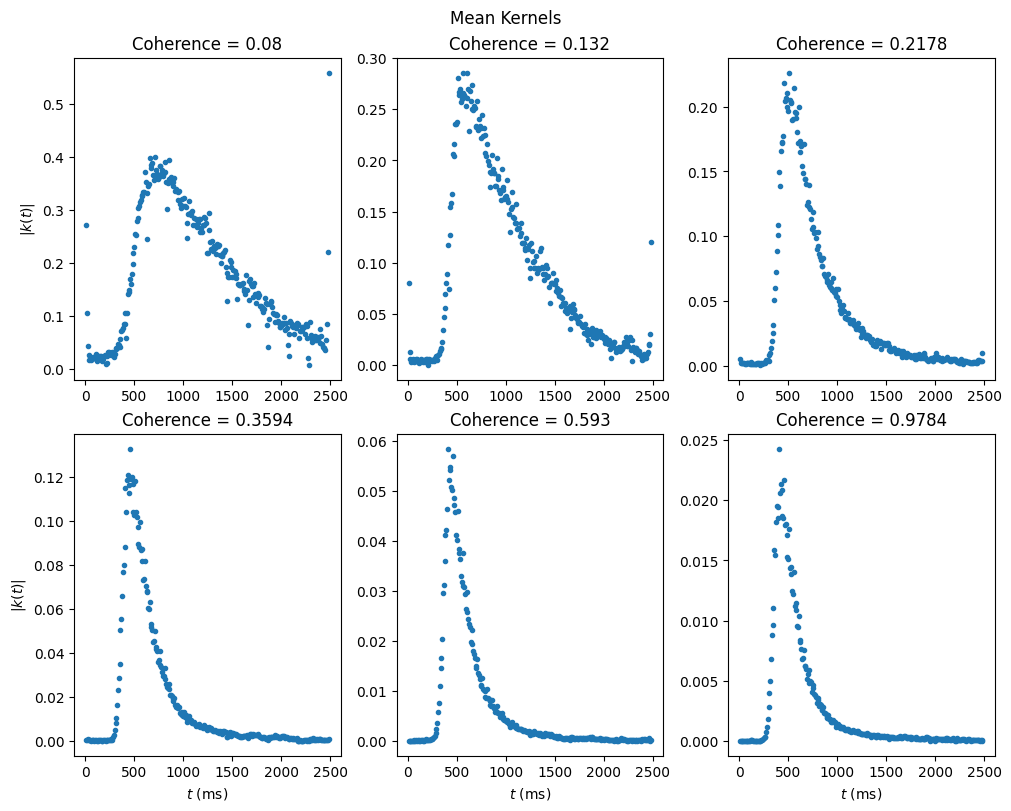 Mean Kernels
Coherence = 0.08
Coherence = 0.132
Coherence = 0.2178
|k(t)|
0.5
0.4
0.3
0.2
0.1
0.0
0 500 1000 1500 2000 2500
0.30
0.25
0.20
0.15
0.10
0.05
0.00
0 500 1000 1500 2000 2500
0.20
0.15
0.10
0.05
0.00
0 500 1000 1500 2000 2500
Coherence = 0.3594
Coherence = 0.593
Coherence = 0.9784
|k(t)|
0.12
0.10
0.08
0.06
0.04
0.02
0.00
0 500 1000 1500 2000 2500
t (ms)
0.06
0.05
0.04
0.03
0.02
0.01
0.00
0 500 1000 1500 2000 2500
t (ms)
0.025
0.020
0.015
0.010
0.005
0.000
0 500 1000 1500 2000 2500
t (ms)